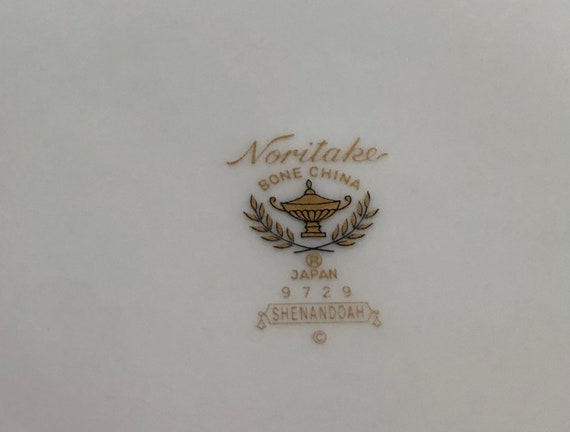 Noritake
BONE CHINA
®
JAPAN
9729
SHENANDOAH
©